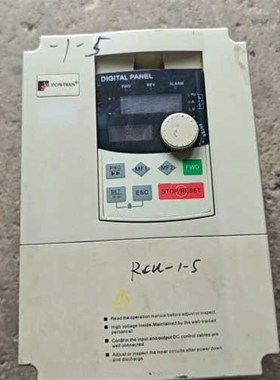 -1-5
POWTRAN
DIGITAL PANEL
FWD REV ALARM
PRG
MF1
MF2
FWD
SET
ESC
STOP/RESET
RCU-1-5
Read the operation manual before adjust or inspect.
High voltage inside.Maintained by the well-trained
personnel.
Confirm the input and output DC control cables are
well connected.
Adjust or inspect the inner circuits after power down
and discharge.